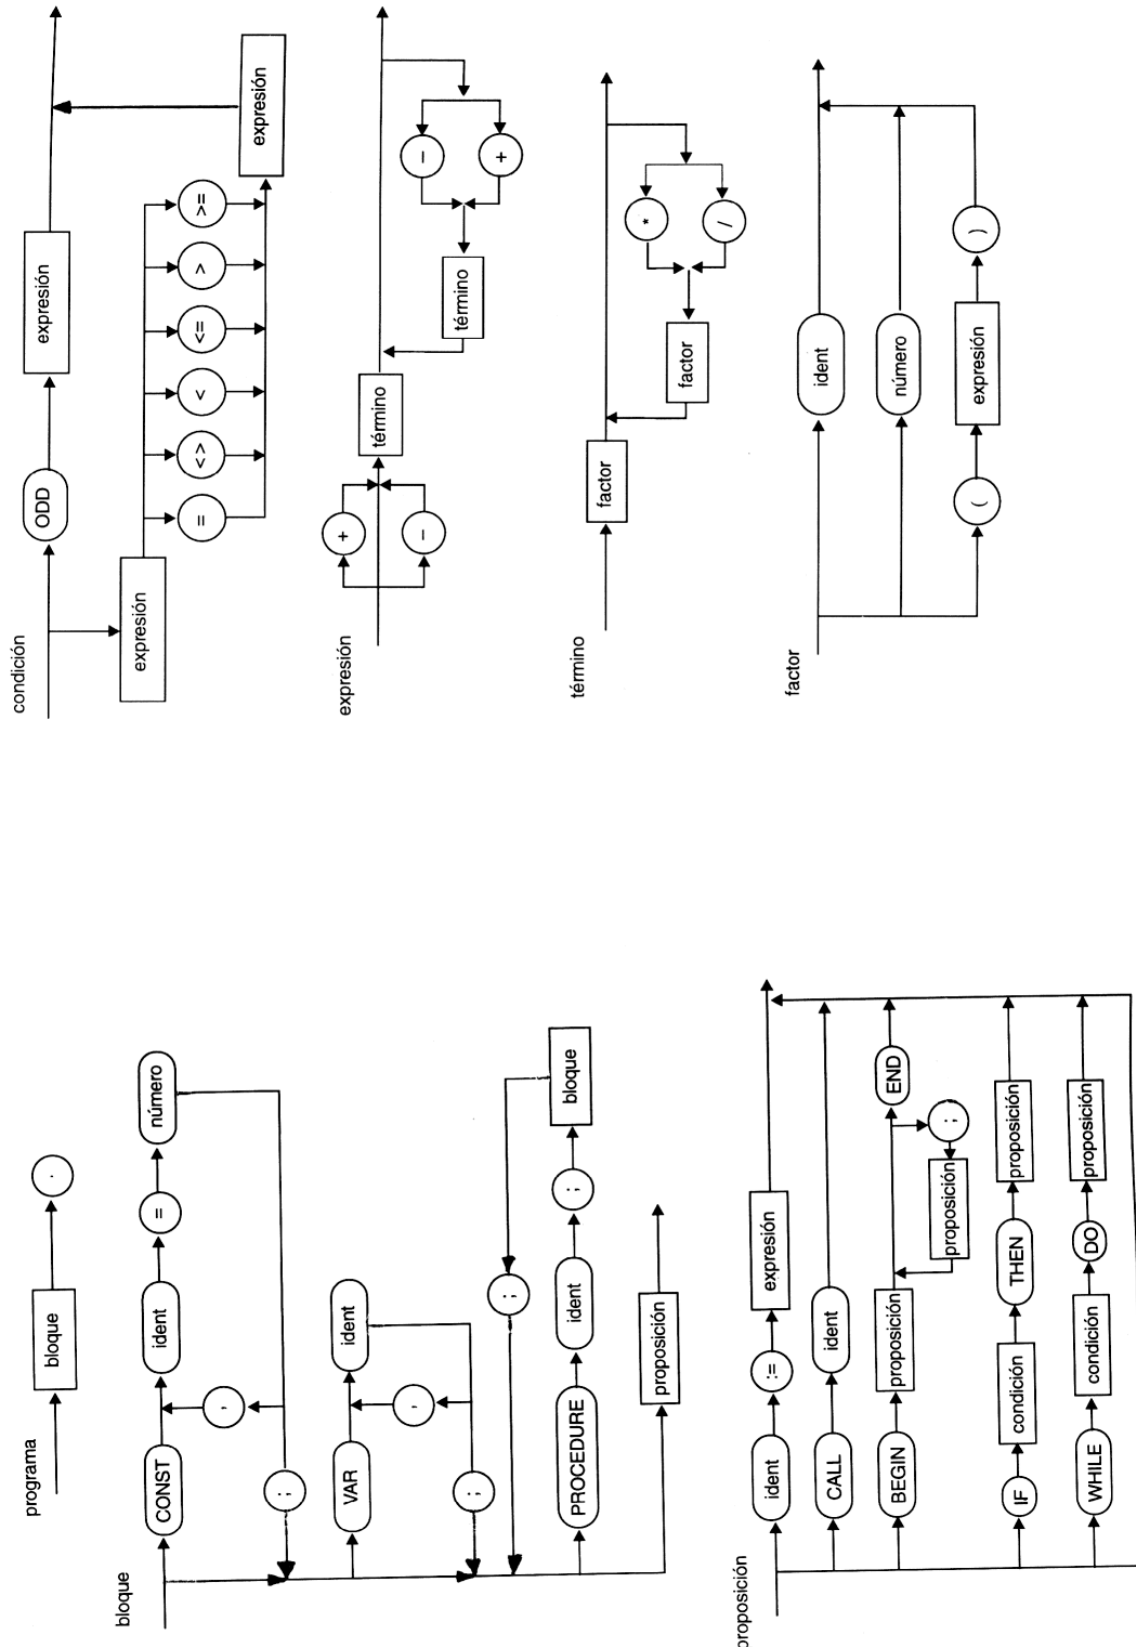 programa
bloque
.
bloque
CONST
ident
=
número
,
;
VAR
ident
,
;
PROCEDURE
ident
;
bloque
;
proposición
proposición
ident
:=
expresión
CALL
ident
BEGIN
proposición
END
proposición
;
IF
condición
THEN
proposición
WHILE
condición
DO
proposición
condición
ODD
expresión
expresión
=
<>
<
<=
>
>=
expresión
expresión
+
-
término
término
-
+
término
factor
factor
*
/
factor
ident
número
(
expresión
)